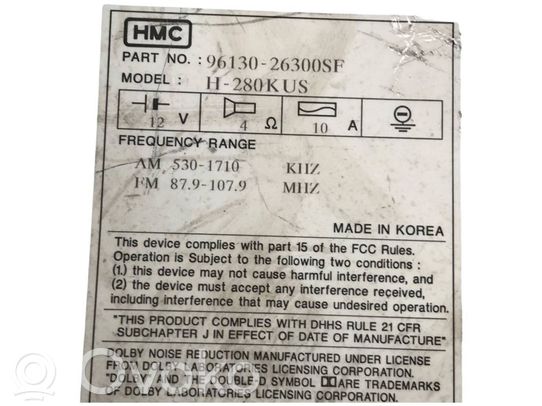 HMC
PART NO. : 96130-26300SF
MODEL : H-280KUS
12 V 4 Ω 10 A
FREQUENCY RANGE
AM 530-1710 KHZ
FM 87.9-107.9 MHZ
MADE IN KOREA
This device complies with part 15 of the FCC Rules.
Operation is Subject to the following two conditions :
(1.) this device may not cause harmful interference, and
(2) the device must accept any interference received,
including interference that may cause undesired operation.
"THIS PRODUCT COMPLIES WITH DHHS RULE 21 CFR
SUBCHAPTER J IN EFFECT OF DATE OF MANUFACTURE"
DOLBY NOISE REDUCTION MANUFACTURED UNDER LICENSE
FROM DOLBY LABORATORIES LICENSING CORPORATION.
"DOLBY" AND THE DOUBLE-D SYMBOL ARE TRADEMARKS
OF DOLBY LABORATORIES LICENSING CORPORATION.
Ovoko